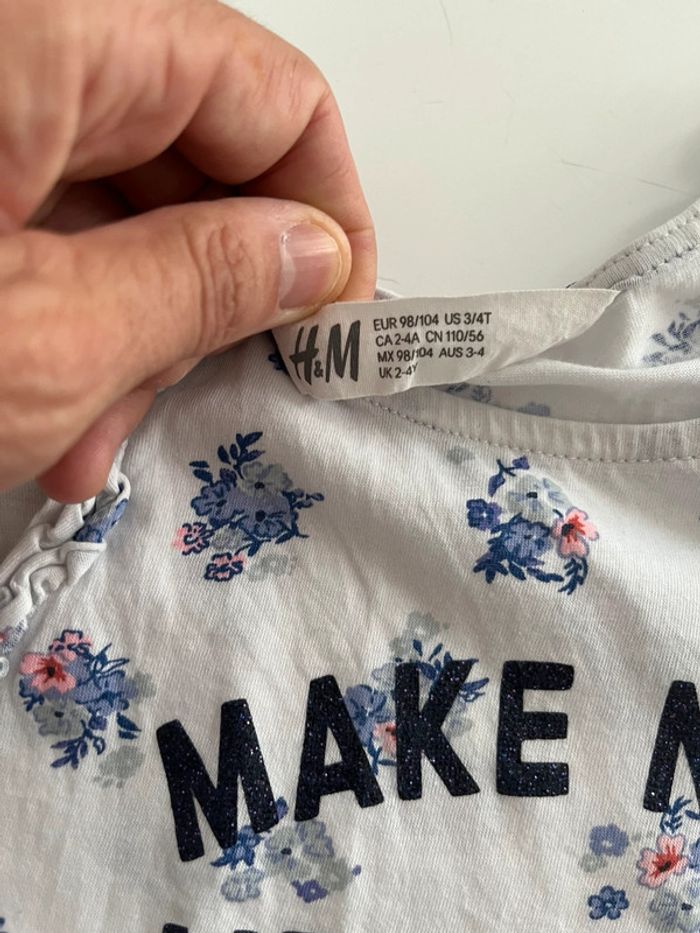 H&M
EUR 98/104 US 3/4T
CA 2-4A CN 110/56
MX 98/104 AUS 3-4
UK 2-4Y
MAKE